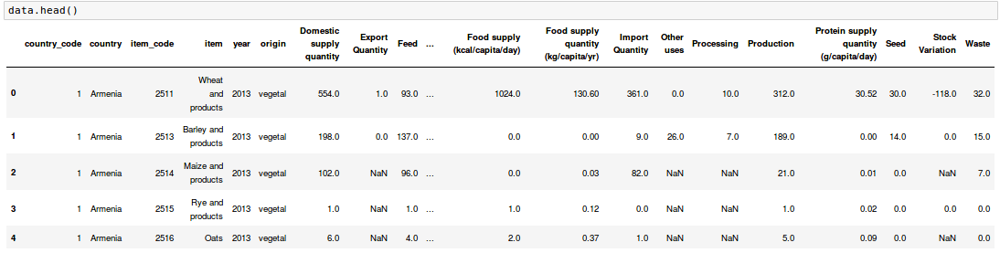 data.head()
country_code country item_code item year origin Domestic supply quantity Export Quantity Feed ... Food supply (kcal/capita/day) Food supply quantity (kg/capita/yr) Import Quantity Other uses Processing Production Protein supply quantity (g/capita/day) Seed Stock Variation Waste
0 1 Armenia 2511 Wheat and products 2013 vegetal 554.0 1.0 93.0 ... 1024.0 130.60 361.0 0.0 10.0 312.0 30.52 30.0 -118.0 32.0
1 1 Armenia 2513 Barley and products 2013 vegetal 198.0 0.0 137.0 ... 0.0 0.00 9.0 26.0 7.0 189.0 0.00 14.0 0.0 15.0
2 1 Armenia 2514 Maize and products 2013 vegetal 102.0 NaN 96.0 ... 0.0 0.03 82.0 NaN NaN 21.0 0.01 0.0 NaN 7.0
3 1 Armenia 2515 Rye and products 2013 vegetal 1.0 NaN 1.0 ... 1.0 0.12 0.0 NaN NaN 1.0 0.02 0.0 0.0 0.0
4 1 Armenia 2516 Oats 2013 vegetal 6.0 NaN 4.0 ... 2.0 0.37 1.0 NaN NaN 5.0 0.09 0.0 NaN 0.0